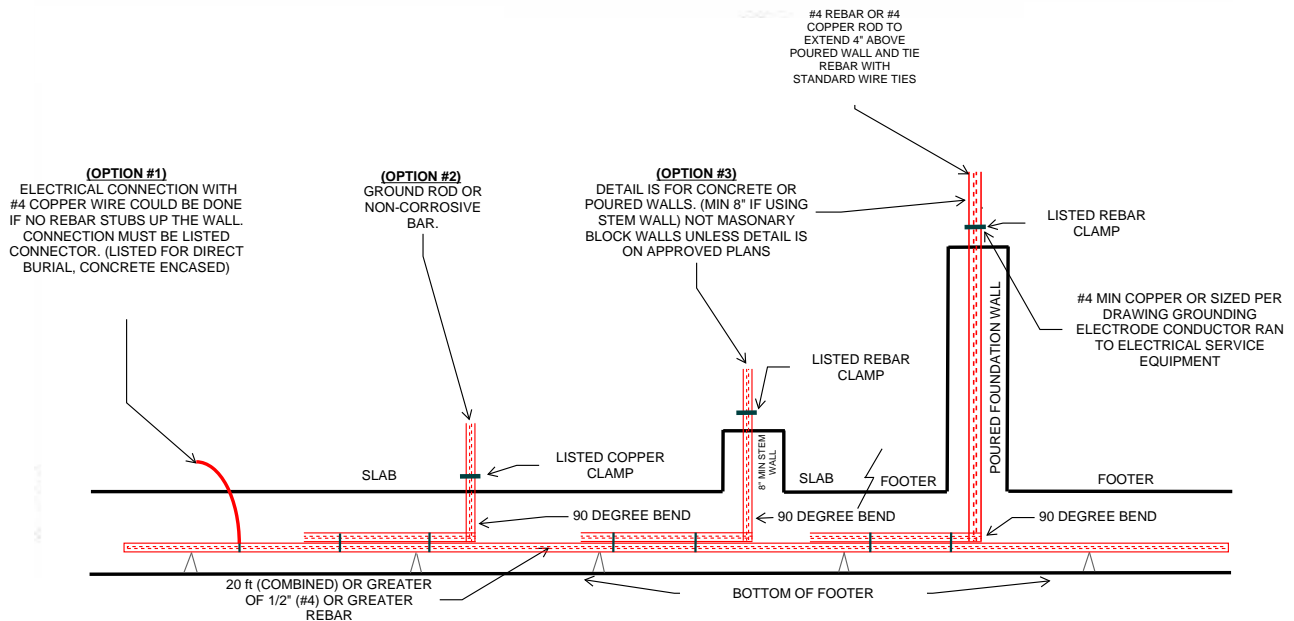 #4 REBAR OR #4
COPPER ROD TO
EXTEND 4" ABOVE
POURED WALL AND TIE
REBAR WITH
STANDARD WIRE TIES
(OPTION #1)
ELECTRICAL CONNECTION WITH
#4 COPPER WIRE COULD BE DONE
IF NO REBAR STUBS UP THE WALL.
CONNECTION MUST BE LISTED
CONNECTOR. (LISTED FOR DIRECT
BURIAL, CONCRETE ENCASED)
(OPTION #2)
GROUND ROD OR
NON-CORROSIVE
BAR.
(OPTION #3)
DETAIL IS FOR CONCRETE OR
POURED WALLS. (MIN 8" IF USING
STEM WALL) NOT MASONARY
BLOCK WALLS UNLESS DETAIL IS
ON APPROVED PLANS
LISTED REBAR
CLAMP
#4 MIN COPPER OR SIZED PER
DRAWING GROUNDING
ELECTRODE CONDUCTOR RAN
TO ELECTRICAL SERVICE
EQUIPMENT
LISTED REBAR
CLAMP
POURED FOUNDATION WALL
LISTED COPPER
CLAMP
8" MIN STEM
WALL
SLAB
SLAB
FOOTER
FOOTER
90 DEGREE BEND
90 DEGREE BEND
90 DEGREE BEND
20 ft (COMBINED) OR GREATER
OF 1/2" (#4) OR GREATER
REBAR
BOTTOM OF FOOTER